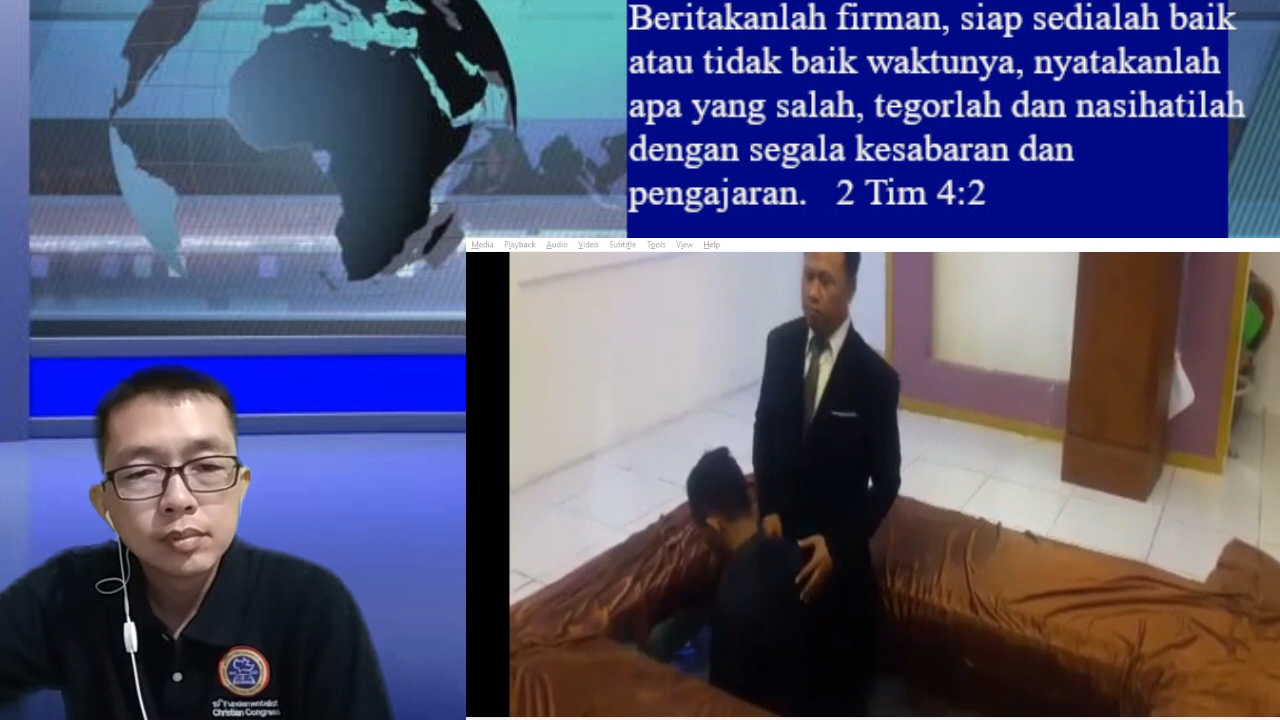 Beritakanlah firman, siap sedialah baik
atau tidak baik waktunya, nyatakanlah
apa yang salah, tegorlah dan nasihatilah
dengan segala kesabaran dan
pengajaran. 2 Tim 4:2
Media Playback Audio Video Subtitle Tools View Help
Fundamentalist
Christian Congress